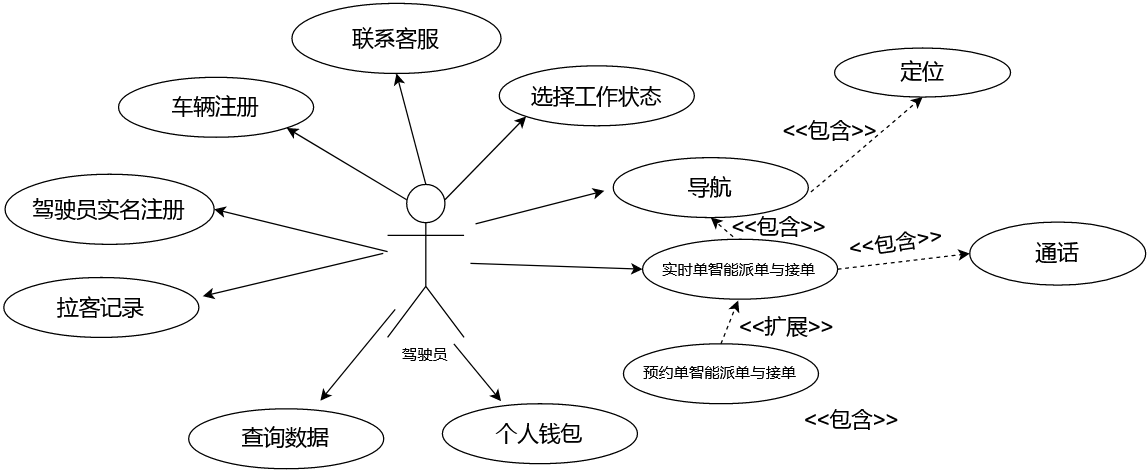 联系客服
定位
选择工作状态
车辆注册
<<包含>>
导航
驾驶员实名注册
<<包含>>
<<包含>>
通话
实时单智能派单与接单
拉客记录
<<扩展>>
驾驶员
预约单智能派单与接单
<<包含>>
查询数据
个人钱包